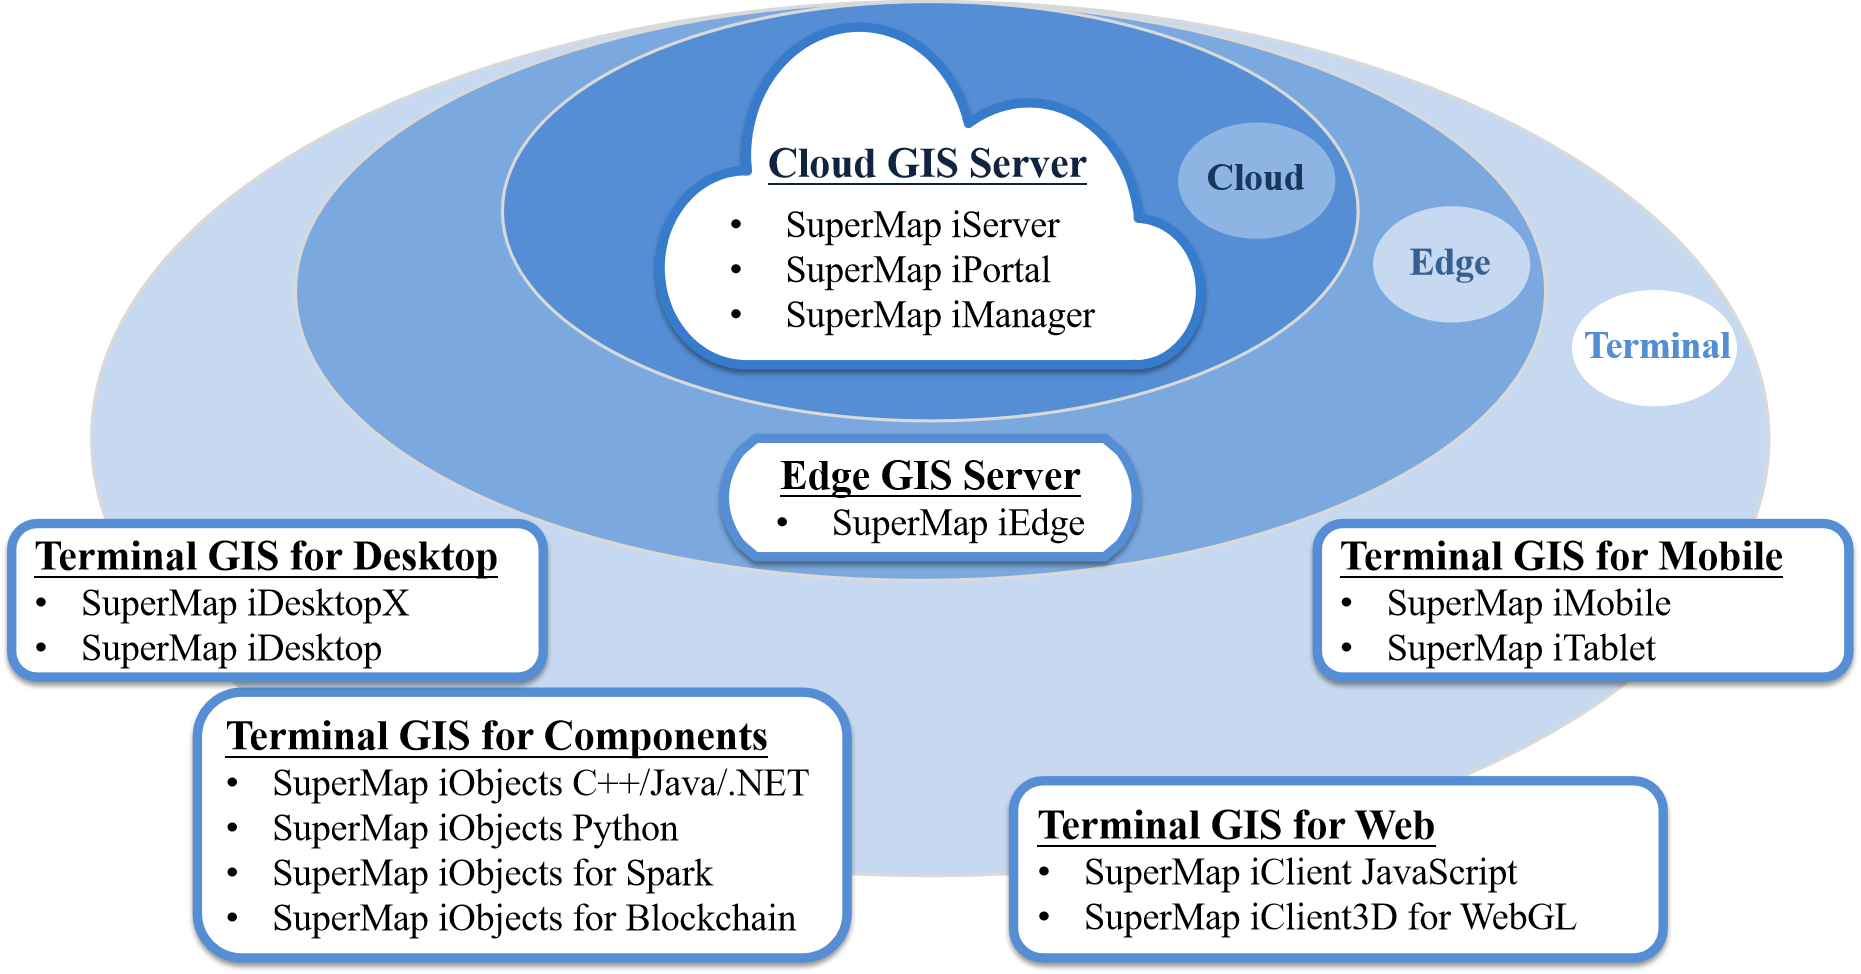 Cloud GIS Server
• SuperMap iServer
• SuperMap iPortal
• SuperMap iManager
Cloud
Edge
Terminal
Edge GIS Server
• SuperMap iEdge
Terminal GIS for Desktop
• SuperMap iDesktopX
• SuperMap iDesktop
Terminal GIS for Mobile
• SuperMap iMobile
• SuperMap iTablet
Terminal GIS for Components
• SuperMap iObjects C++/Java/.NET
• SuperMap iObjects Python
• SuperMap iObjects for Spark
• SuperMap iObjects for Blockchain
Terminal GIS for Web
• SuperMap iClient JavaScript
• SuperMap iClient3D for WebGL